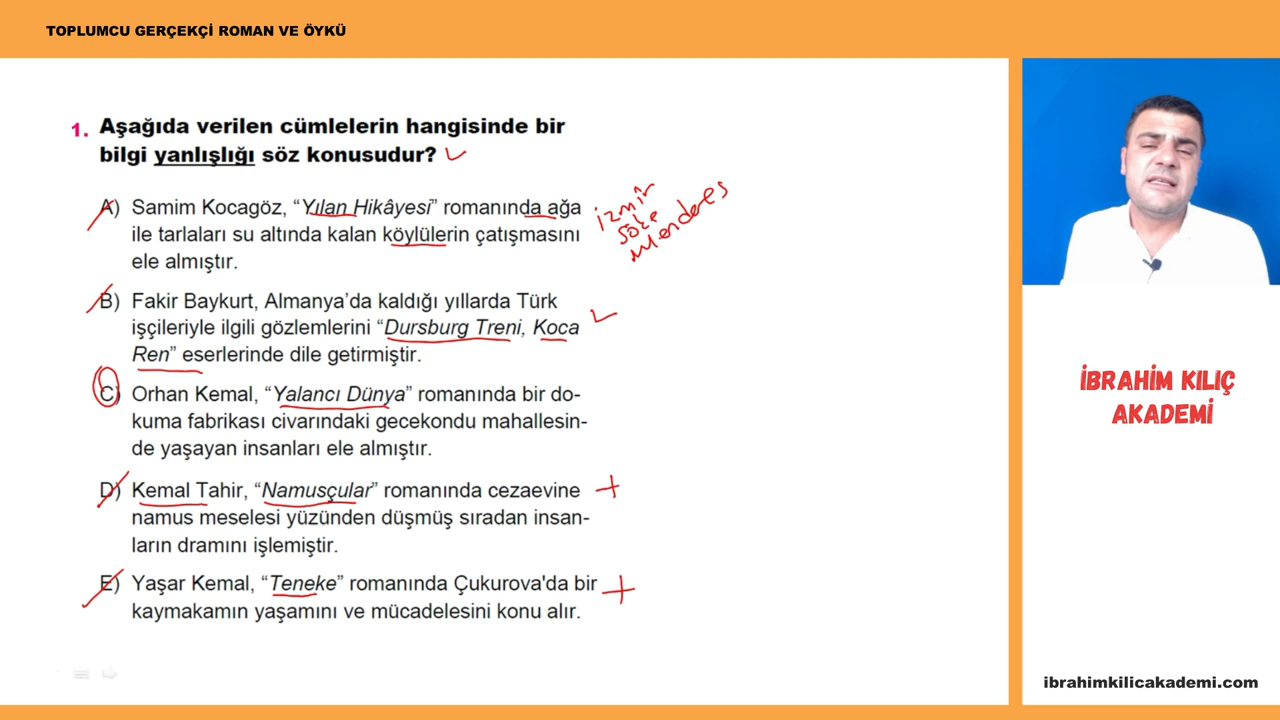 TOPLUMCU GERÇEKÇİ ROMAN VE ÖYKÜ
1. Aşağıda verilen cümlelerin hangisinde bir
bilgi yanlışlığı söz konusudur?
A) Samim Kocagöz, “Yılan Hikâyesi” romanında ağa
ile tarlaları su altında kalan köylülerin çatışmasını
ele almıştır.
izmir
söke
menderes
B) Fakir Baykurt, Almanya’da kaldığı yıllarda Türk
işçileriyle ilgili gözlemlerini “Dursburg Treni, Koca
Ren” eserlerinde dile getirmiştir.
C) Orhan Kemal, “Yalancı Dünya” romanında bir do-
kuma fabrikası civarındaki gecekondu mahallesin-
de yaşayan insanları ele almıştır.
D) Kemal Tahir, “Namusçular” romanında cezaevine
namus meselesi yüzünden düşmüş sıradan insan-
ların dramını işlemiştir.
E) Yaşar Kemal, “Teneke” romanında Çukurova'da bir
kaymakamın yaşamını ve mücadelesini konu alır.
İBRAHİM KILIÇ
AKADEMİ
ibrahimkilicakademi.com